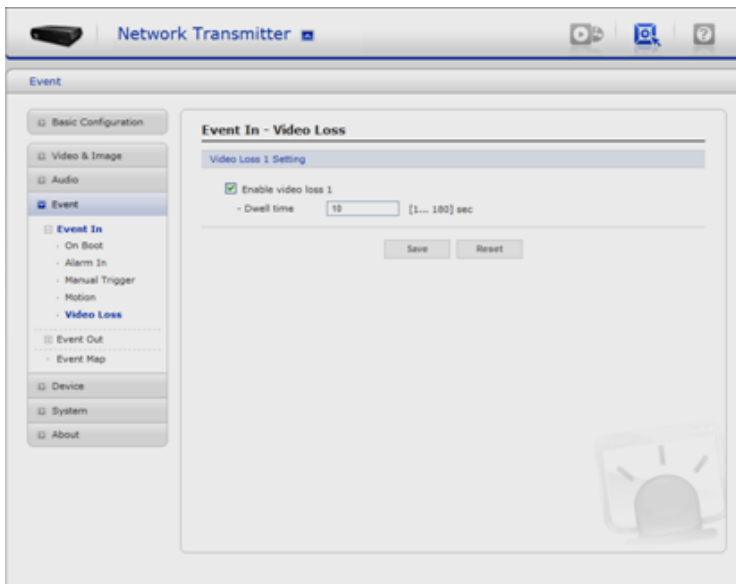 Network Transmitter
Event
Basic Configuration
Video & Image
Audio
Event
Event In
On Boot
Alarm In
Manual Trigger
Motion
Video Loss
Event Out
Event Map
Device
System
About
Event In - Video Loss
Video Loss 1 Setting
Enable video loss 1
- Dwell time 10 [1... 180] sec
Save Reset